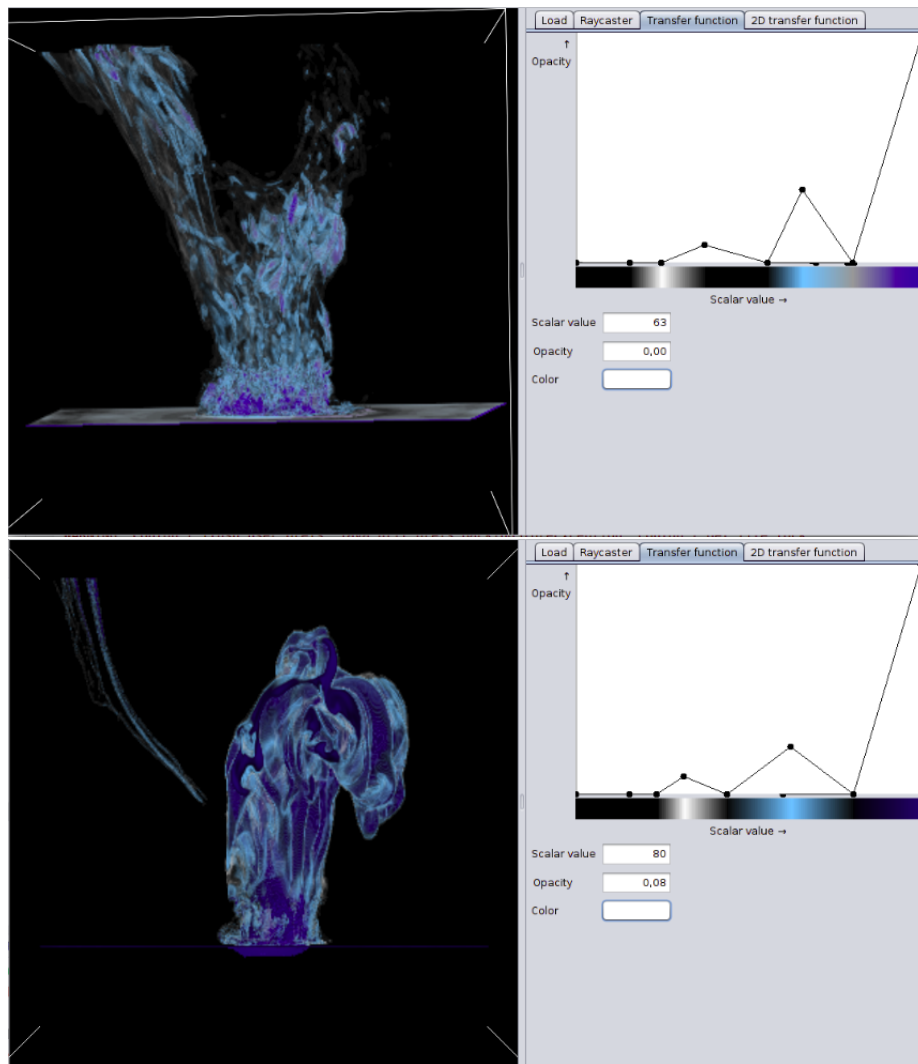 Load Raycaster Transfer function 2D transfer function
↑
Opacity
Scalar value →
Scalar value 63
Opacity 0,00
Color
Load Raycaster Transfer function 2D transfer function
↑
Opacity
Scalar value →
Scalar value 80
Opacity 0,08
Color